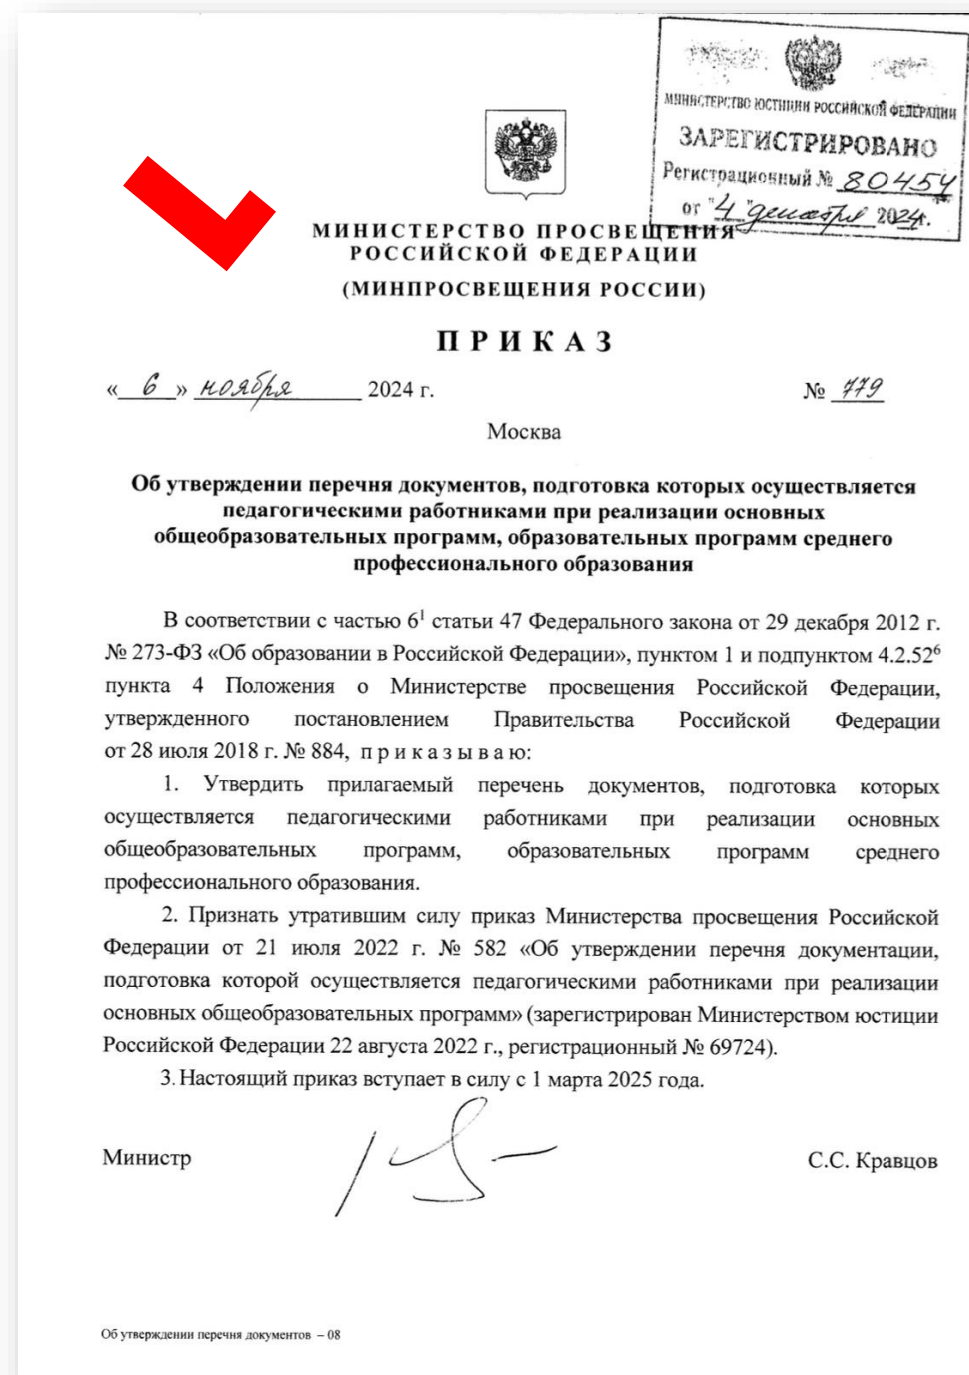 МИНИСТЕРСТВО ЮСТИЦИИ РОССИЙСКОЙ ФЕДЕРАЦИИ
ЗАРЕГИСТРИРОВАНО
Регистрационный № 80454
от "4" декабря 2024г.
МИНИСТЕРСТВО ПРОСВЕЩЕНИЯ
РОССИЙСКОЙ ФЕДЕРАЦИИ
(МИНПРОСВЕЩЕНИЯ РОССИИ)
ПРИКАЗ
«6» ноября 2024 г.
№ 779
Москва
Об утверждении перечня документов, подготовка которых осуществляется
педагогическими работниками при реализации основных
общеобразовательных программ, образовательных программ среднего
профессионального образования
В соответствии с частью 6¹ статьи 47 Федерального закона от 29 декабря 2012 г.
№ 273-ФЗ «Об образовании в Российской Федерации», пунктом 1 и подпунктом 4.2.52⁶
пункта 4 Положения о Министерстве просвещения Российской Федерации,
утвержденного постановлением Правительства Российской Федерации
от 28 июля 2018 г. № 884, п р и к а з ы в а ю:
1. Утвердить прилагаемый перечень документов, подготовка которых
осуществляется педагогическими работниками при реализации основных
общеобразовательных программ, образовательных программ среднего
профессионального образования.
2. Признать утратившим силу приказ Министерства просвещения Российской
Федерации от 21 июля 2022 г. № 582 «Об утверждении перечня документации,
подготовка которой осуществляется педагогическими работниками при реализации
основных общеобразовательных программ» (зарегистрирован Министерством юстиции
Российской Федерации 22 августа 2022 г., регистрационный № 69724).
3. Настоящий приказ вступает в силу с 1 марта 2025 года.
Министр
С.С. Кравцов
Об утверждении перечня документов – 08